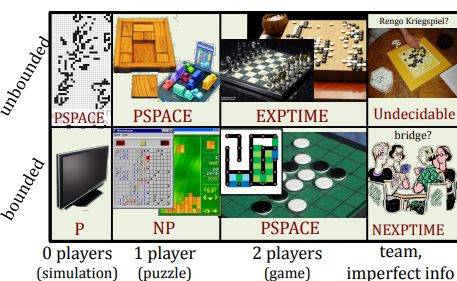 unbounded
Rengo Kriegspiel?
PSPACE
PSPACE
EXPTIME
Undecidable
bounded
bridge?
P
NP
PSPACE
NEXPTIME
0 players
(simulation)
1 player
(puzzle)
2 players
(game)
team,
imperfect info